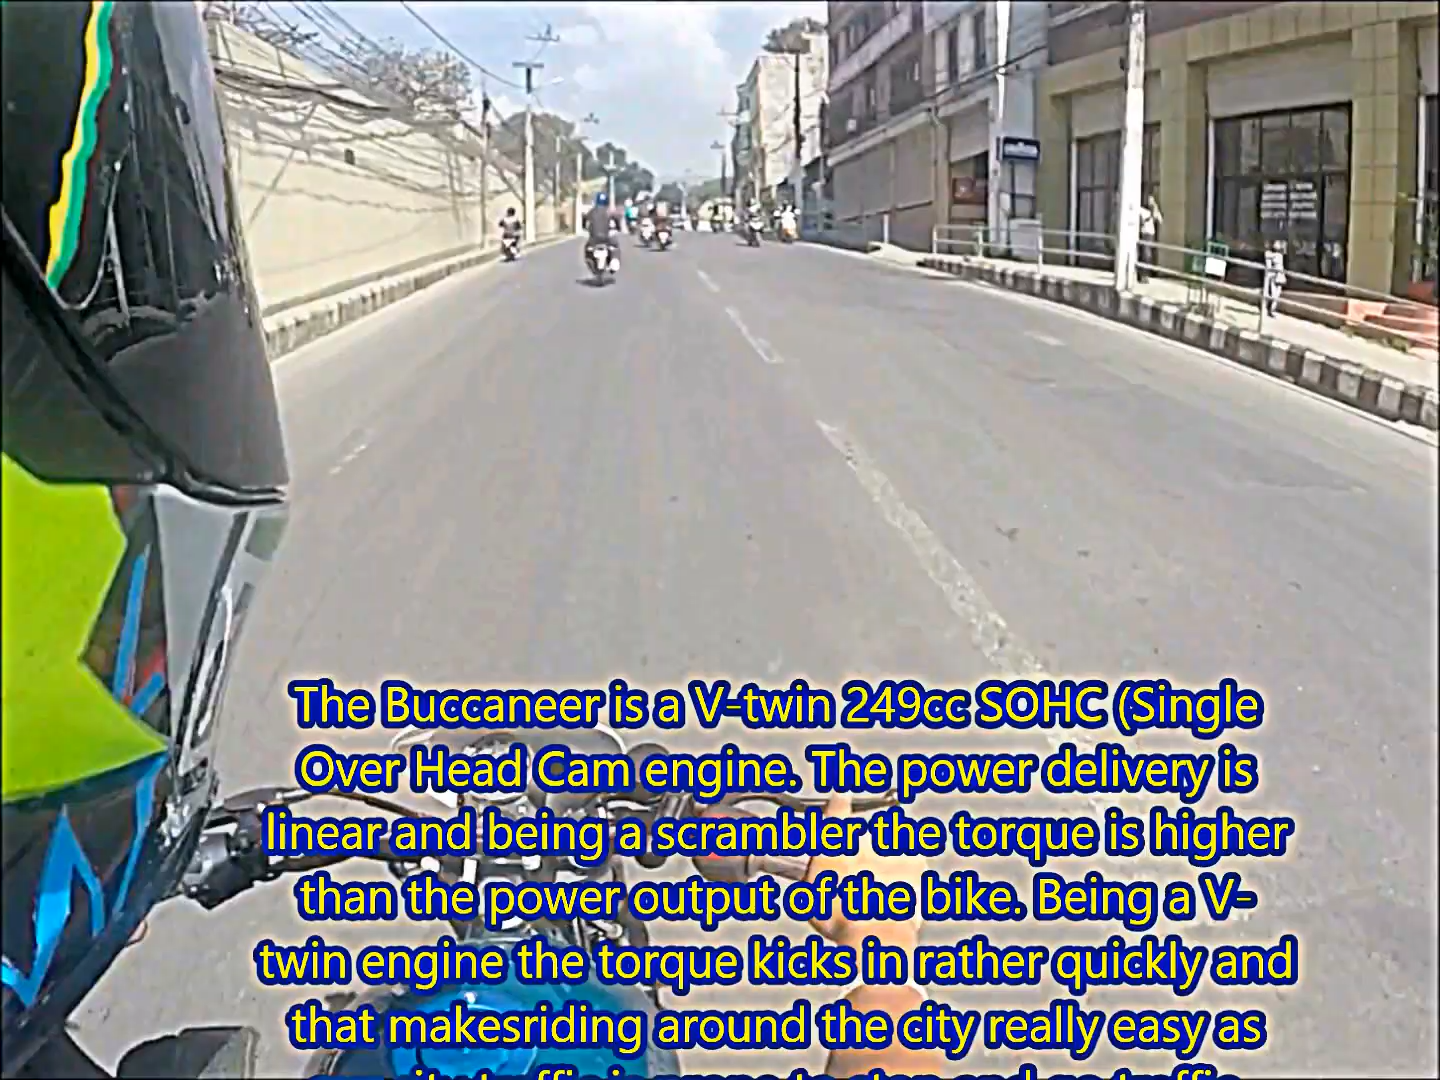 The Buccaneer is a V-twin 249cc SOHC (Single
Over Head Cam engine. The power delivery is
linear and being a scrambler the torque is higher
than the power output of the bike. Being a V-
twin engine the torque kicks in rather quickly and
that makesriding around the city really easy as